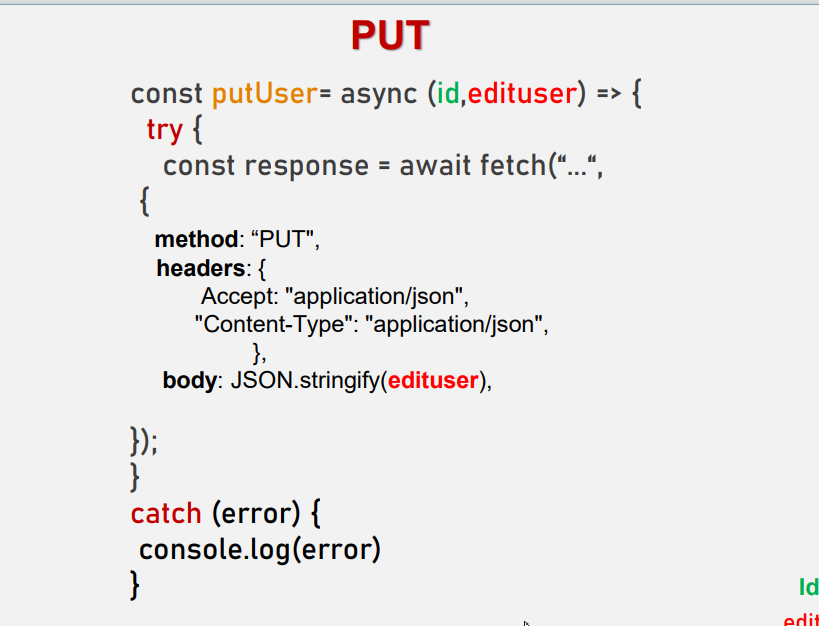 PUT
const putUser= async (id,edituser) => {
try {
const response = await fetch(“...“,
{
method: “PUT",
headers: {
Accept: "application/json",
"Content-Type": "application/json",
},
body: JSON.stringify(edituser),
});
}
catch (error) {
console.log(error)
}
Id
edit